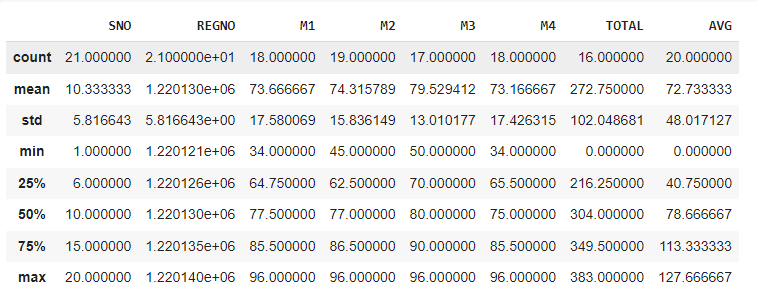 SNO REGNO M1 M2 M3 M4 TOTAL AVG
count 21.000000 2.100000e+01 18.000000 19.000000 17.000000 18.000000 16.000000 20.000000
mean 10.333333 1.220130e+06 73.666667 74.315789 79.529412 73.166667 272.750000 72.733333
std 5.816643 5.816643e+00 17.580069 15.836149 13.010177 17.426315 102.048681 48.017127
min 1.000000 1.220121e+06 34.000000 45.000000 50.000000 34.000000 0.000000 0.000000
25% 6.000000 1.220126e+06 64.750000 62.500000 70.000000 65.500000 216.250000 40.750000
50% 10.000000 1.220130e+06 77.500000 77.000000 80.000000 75.000000 304.000000 78.666667
75% 15.000000 1.220135e+06 85.500000 86.500000 90.000000 85.500000 349.500000 113.333333
max 20.000000 1.220140e+06 96.000000 96.000000 96.000000 96.000000 383.000000 127.666667